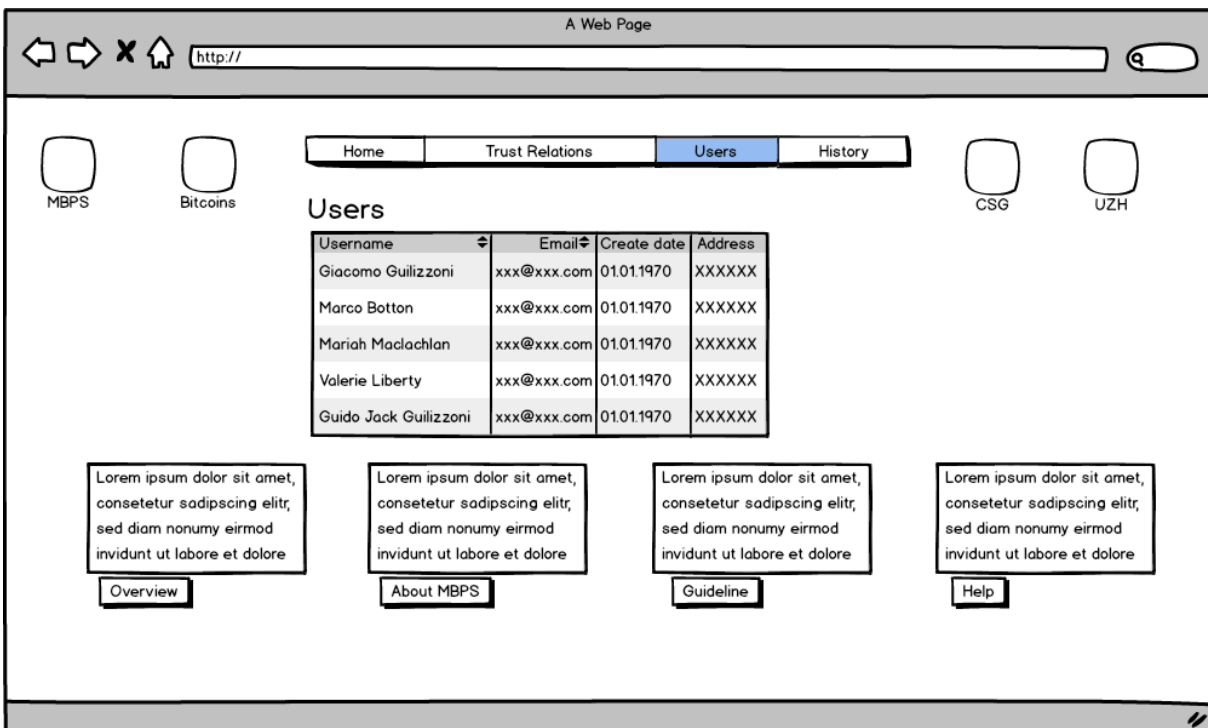 A Web Page
http://
Home Trust Relations Users History
MBPS Bitcoins CSG UZH
Users
Username Email Create date Address
Giacomo Guilizzoni xxx@xxx.com 01.01.1970 XXXXXX
Marco Botton xxx@xxx.com 01.01.1970 XXXXXX
Mariah Maclachlan xxx@xxx.com 01.01.1970 XXXXXX
Valerie Liberty xxx@xxx.com 01.01.1970 XXXXXX
Guido Jack Guilizzoni xxx@xxx.com 01.01.1970 XXXXXX
Lorem ipsum dolor sit amet,
consetetur sadipscing elitr,
sed diam nonumy eirmod
invidunt ut labore et dolore
Overview
Lorem ipsum dolor sit amet,
consetetur sadipscing elitr,
sed diam nonumy eirmod
invidunt ut labore et dolore
About MBPS
Lorem ipsum dolor sit amet,
consetetur sadipscing elitr,
sed diam nonumy eirmod
invidunt ut labore et dolore
Guideline
Lorem ipsum dolor sit amet,
consetetur sadipscing elitr,
sed diam nonumy eirmod
invidunt ut labore et dolore
Help